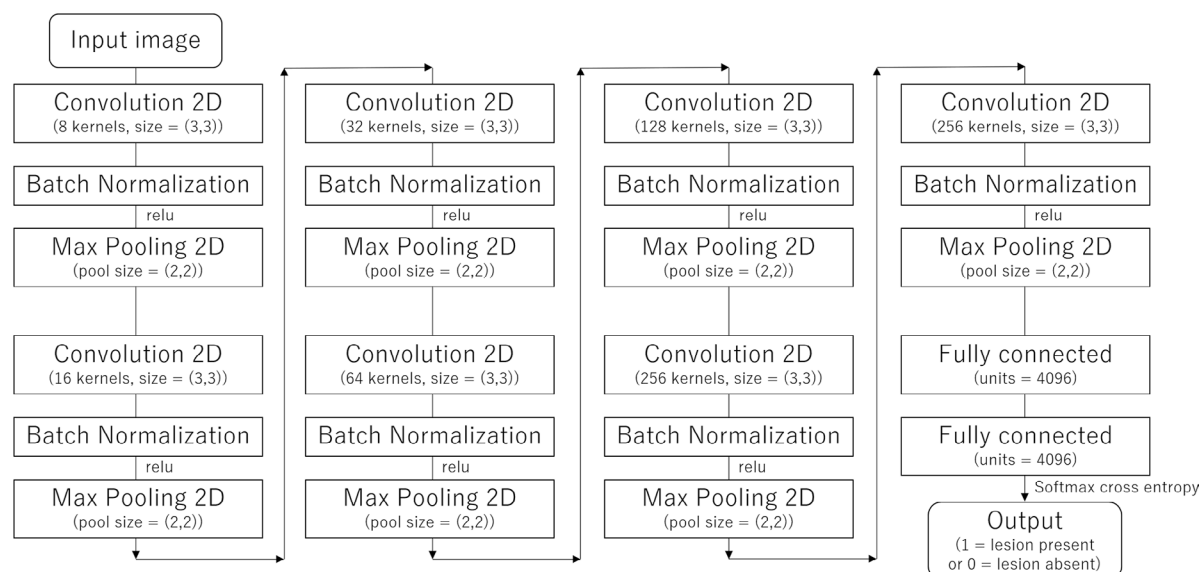 Input image
Convolution 2D
(8 kernels, size = (3,3))
Batch Normalization
relu
Max Pooling 2D
(pool size = (2,2))
Convolution 2D
(16 kernels, size = (3,3))
Batch Normalization
relu
Max Pooling 2D
(pool size = (2,2))
Convolution 2D
(32 kernels, size = (3,3))
Batch Normalization
relu
Max Pooling 2D
(pool size = (2,2))
Convolution 2D
(64 kernels, size = (3,3))
Batch Normalization
relu
Max Pooling 2D
(pool size = (2,2))
Convolution 2D
(128 kernels, size = (3,3))
Batch Normalization
relu
Max Pooling 2D
(pool size = (2,2))
Convolution 2D
(256 kernels, size = (3,3))
Batch Normalization
relu
Max Pooling 2D
(pool size = (2,2))
Convolution 2D
(256 kernels, size = (3,3))
Batch Normalization
relu
Max Pooling 2D
(pool size = (2,2))
Fully connected
(units = 4096)
Fully connected
(units = 4096)
Softmax cross entropy
Output
(1 = lesion present
or 0 = lesion absent)